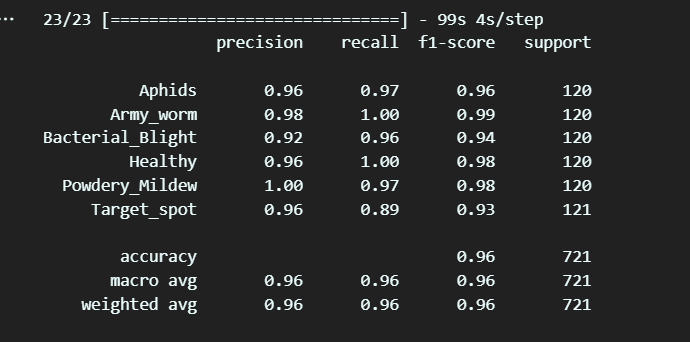 ··· 23/23 [==============================] - 99s 4s/step
precision recall f1-score support
Aphids 0.96 0.97 0.96 120
Army_worm 0.98 1.00 0.99 120
Bacterial_Blight 0.92 0.96 0.94 120
Healthy 0.96 1.00 0.98 120
Powdery_Mildew 1.00 0.97 0.98 120
Target_spot 0.96 0.89 0.93 121
accuracy 0.96 721
macro avg 0.96 0.96 0.96 721
weighted avg 0.96 0.96 0.96 721